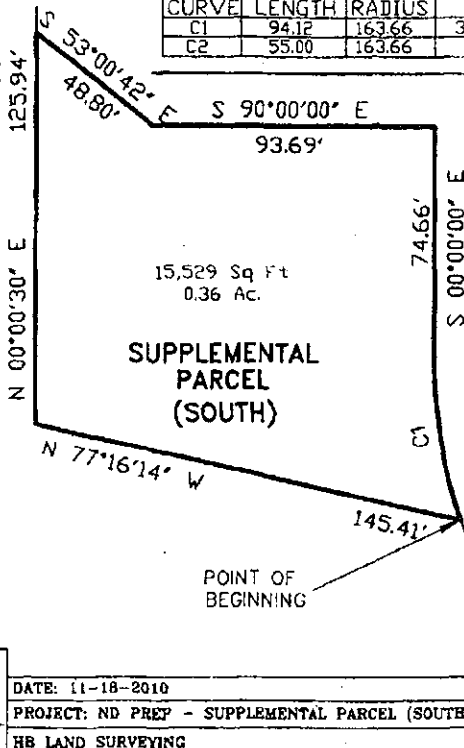 CURVE LENGTH RADIUS
C1 94.12 163.66 3
C2 55.00 163.66
S 53°00'42" E
48.80'
125.94'
N 00°00'30" E
S 90°00'00" E
93.69'
74.66'
S 00°00'00" E
15,529 Sq Ft
0.36 Ac.
SUPPLEMENTAL
PARCEL
(SOUTH)
C1
N 77°16'14" W
145.41'
POINT OF
BEGINNING
DATE: 11-18-2010
PROJECT: ND PREP - SUPPLEMENTAL PARCEL (SOUTH
HB LAND SURVEYING